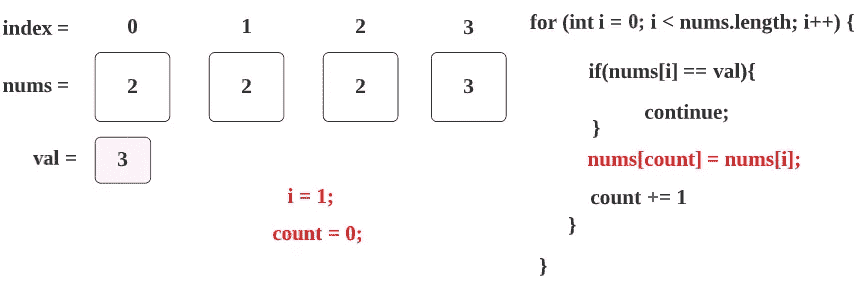 index = 0 1 2 3 for (int i = 0; i < nums.length; i++) {
nums = 2 2 2 3 if(nums[i] == val){
continue;
}
val = 3 nums[count] = nums[i];
i = 1; count += 1
count = 0; }
}